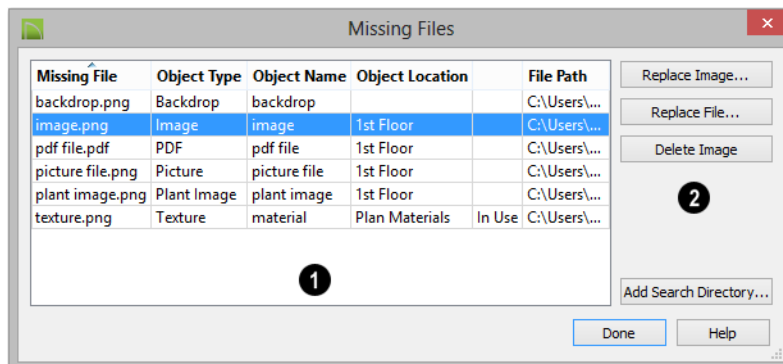 Missing Files
Missing File Object Type Object Name Object Location File Path
backdrop.png Backdrop backdrop C:\Users\...
image.png Image image 1st Floor C:\Users\...
pdf file.pdf PDF pdf file 1st Floor C:\Users\...
picture file.png Picture picture file 1st Floor C:\Users\...
plant image.png Plant Image plant image 1st Floor C:\Users\...
texture.png Texture material Plan Materials In Use C:\Users\...
1
Replace Image...
Replace File...
Delete Image
2
Add Search Directory...
Done Help